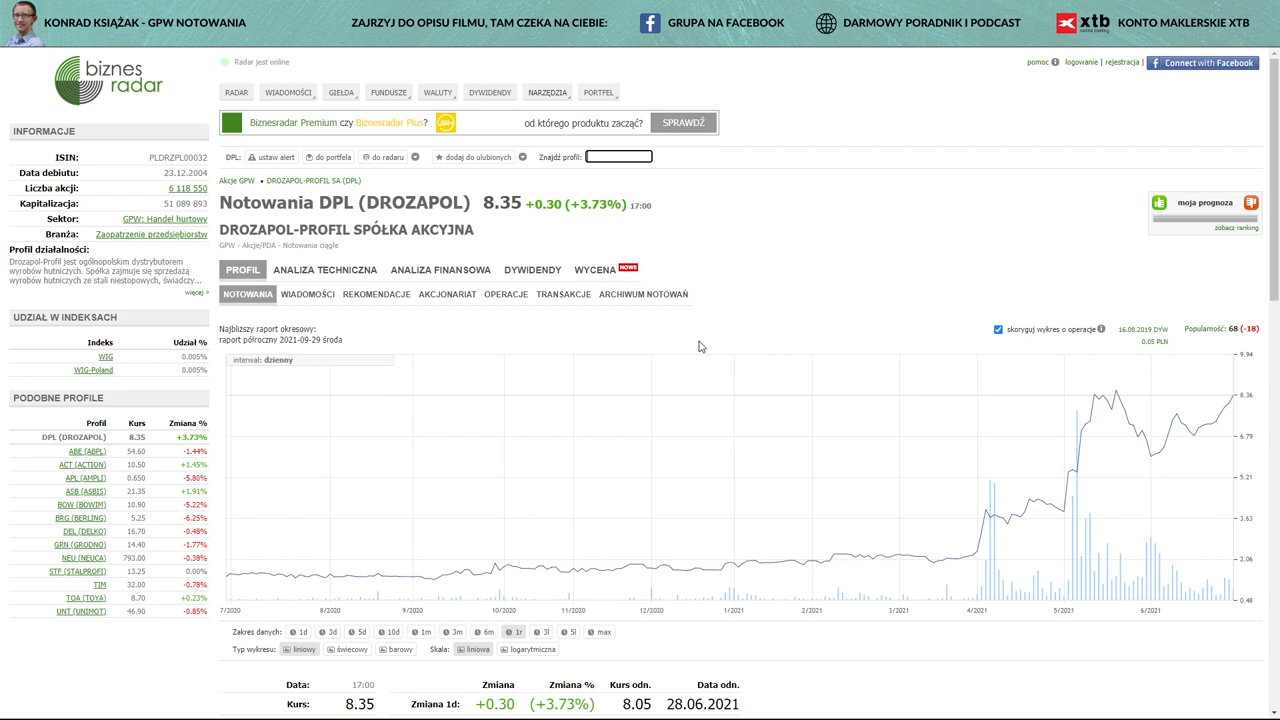 KONRAD KSIĄŻAK - GPW NOTOWANIA
ZAJRZYJ DO OPISU FILMU, TAM CZEKA NA CIEBIE:
GRUPA NA FACEBOOK
DARMOWY PORADNIK I PODCAST
xtb
online trading
KONTO MAKLERSKIE XTB
biznes
radar
Radar jest online
pomoc
logowanie | rejestracja |
Connect with Facebook
RADAR WIADOMOŚCI GIEŁDA FUNDUSZE WALUTY DYWIDENDY NARZĘDZIA PORTFEL
Biznesradar Premium czy Biznesradar Plus?
od którego produktu zacząć?
SPRAWDŹ
DPL: ustaw alert do portfela do radaru dodaj do ulubionych Znajdź profil:
Akcje GPW • DROZAPOL-PROFIL SA (DPL)
Notowania DPL (DROZAPOL) 8.35 +0.30 (+3.73%) 17:00
DROZAPOL-PROFIL SPÓŁKA AKCYJNA
GPW - Akcje/PDA - Notowania ciągłe
moja prognoza
zobacz ranking
PROFIL ANALIZA TECHNICZNA ANALIZA FINANSOWA DYWIDENDY WYCENA NOWE
NOTOWANIA WIADOMOŚCI REKOMENDACJE AKCJONARIAT OPERACJE TRANSAKCJE ARCHIWUM NOTOWAŃ
INFORMACJE
ISIN: PLDRZPL00032
Data debiutu: 23.12.2004
Liczba akcji: 6 118 550
Kapitalizacja: 51 089 893
Sektor: GPW: Handel hurtowy
Branża: Zaopatrzenie przedsiębiorstw
Profil działalności:
Drozapol-Profil jest ogólnopolskim dystrybutorem
wyrobów hutniczych. Spółka zajmuje się sprzedażą
wyrobów hutniczych ze stali niestopowych, świadczy...
więcej »
UDZIAŁ W INDEKSACH
Indeks Udział %
WIG 0.005%
WIG-Poland 0.005%
PODOBNE PROFILE
Profil Kurs Zmiana %
DPL (DROZAPOL) 8.35 +3.73%
ABE (ABPL) 54.60 -1.44%
ACT (ACTION) 10.50 +1.45%
APL (AMPLI) 0.650 -5.80%
ASB (ASBIS) 21.35 +1.91%
BOW (BOWIM) 10.90 -5.22%
BRG (BERLING) 5.25 -6.25%
DEL (DELKO) 16.70 -0.48%
GRN (GRODNO) 14.40 -1.77%
NEU (NEUCA) 793.00 -0.38%
STF (STALPROFI) 13.25 0.00%
TIM 32.00 -0.78%
TOA (TOYA) 8.70 +0.23%
UNT (UNIMOT) 46.90 -0.85%
Najbliższy raport okresowy:
raport półroczny 2021-09-29 środa
skoryguj wykres o operacje
16.08.2019 DYW
0.05 PLN
Popularność: 68 (-18)
interwał: dzienny
9.94
8.36
6.79
5.21
3.63
2.06
0.48
7/2020 8/2020 9/2020 10/2020 11/2020 12/2020 1/2021 2/2021 3/2021 4/2021 5/2021 6/2021
Zakres danych: 1d 3d 5d 10d 1m 3m 6m 1r 3l 5l max
Typ wykresu: liniowy świecowy barowy Skala: liniowa logarytmiczna
Data: 17:00
Kurs: 8.35
Zmiana Zmiana % Kurs odn. Data odn.
Zmiana 1d: +0.30 (+3.73%) 8.05 28.06.2021